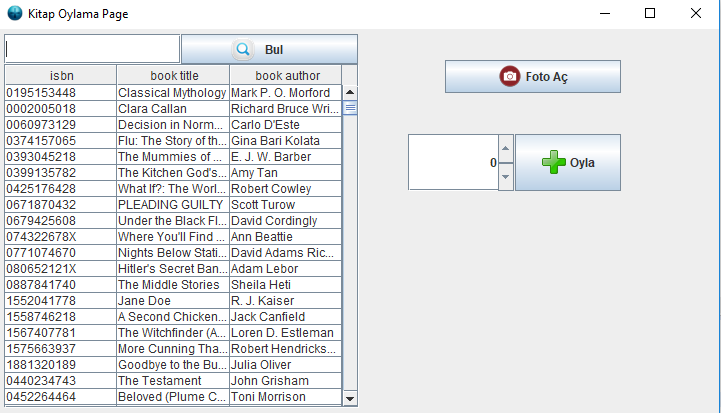 Kitap Oylama Page
Bul
isbn book title book author
0195153448 Classical Mythology Mark P. O. Morford
0002005018 Clara Callan Richard Bruce Wri...
0060973129 Decision in Norm... Carlo D'Este
0374157065 Flu: The Story of th... Gina Bari Kolata
0393045218 The Mummies of ... E. J. W. Barber
0399135782 The Kitchen God's... Amy Tan
0425176428 What If?: The Worl... Robert Cowley
0671870432 PLEADING GUILTY Scott Turow
0679425608 Under the Black Fl... David Cordingly
074322678X Where You'll Find ... Ann Beattie
0771074670 Nights Below Stati... David Adams Ric...
080652121X Hitler's Secret Ban... Adam Lebor
0887841740 The Middle Stories Sheila Heti
1552041778 Jane Doe R. J. Kaiser
1558746218 A Second Chicken... Jack Canfield
1567407781 The Witchfinder (A... Loren D. Estleman
1575663937 More Cunning Tha... Robert Hendricks...
1881320189 Goodbye to the Bu... Julia Oliver
0440234743 The Testament John Grisham
0452264464 Beloved (Plume C... Toni Morrison
Foto Aç
0
Oyla